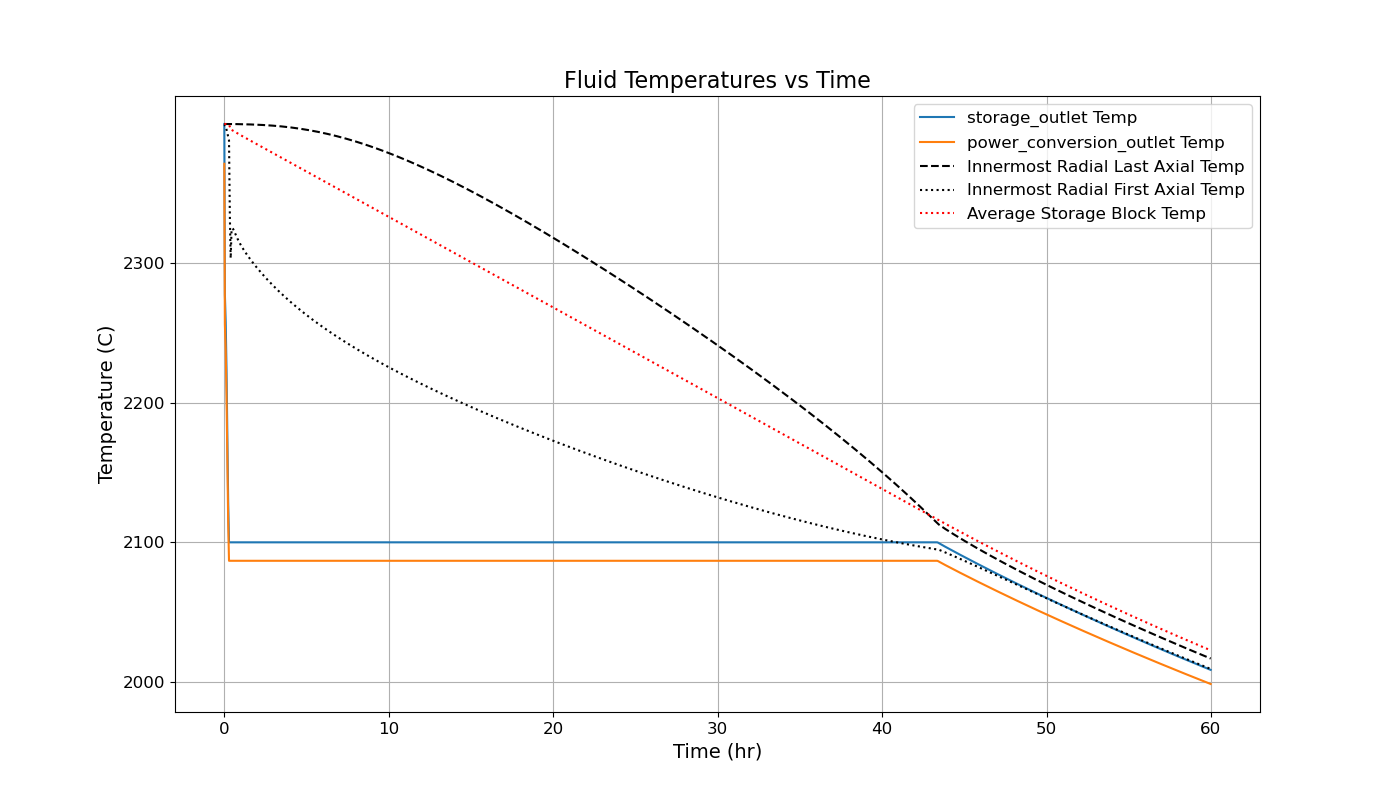 Fluid Temperatures vs Time
storage_outlet Temp
power_conversion_outlet Temp
Innermost Radial Last Axial Temp
Innermost Radial First Axial Temp
Average Storage Block Temp
Temperature (C)
2300
2200
2100
2000
0 10 20 30 40 50 60
Time (hr)